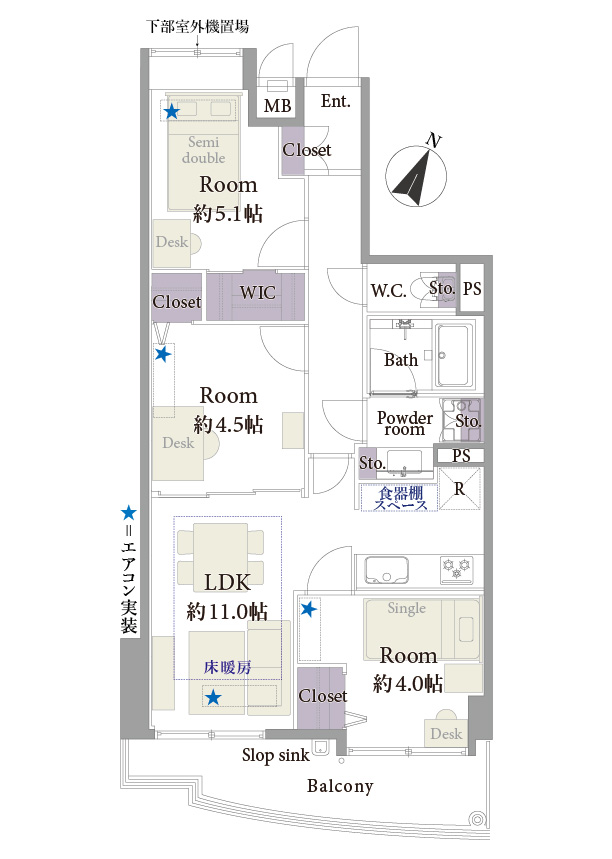 下部室外機置場
MB
Ent.
N
Closet
Semi
double
Room
約5.1帖
Desk
Closet
WIC
W.C.
Sto.
PS
Bath
Room
約4.5帖
Desk
Powder
room
Sto.
PS
Sto.
食器棚
スペース
R
★=エアコン実装
LDK
約11.0帖
床暖房
Single
Room
約4.0帖
Closet
Desk
Slop sink
Balcony